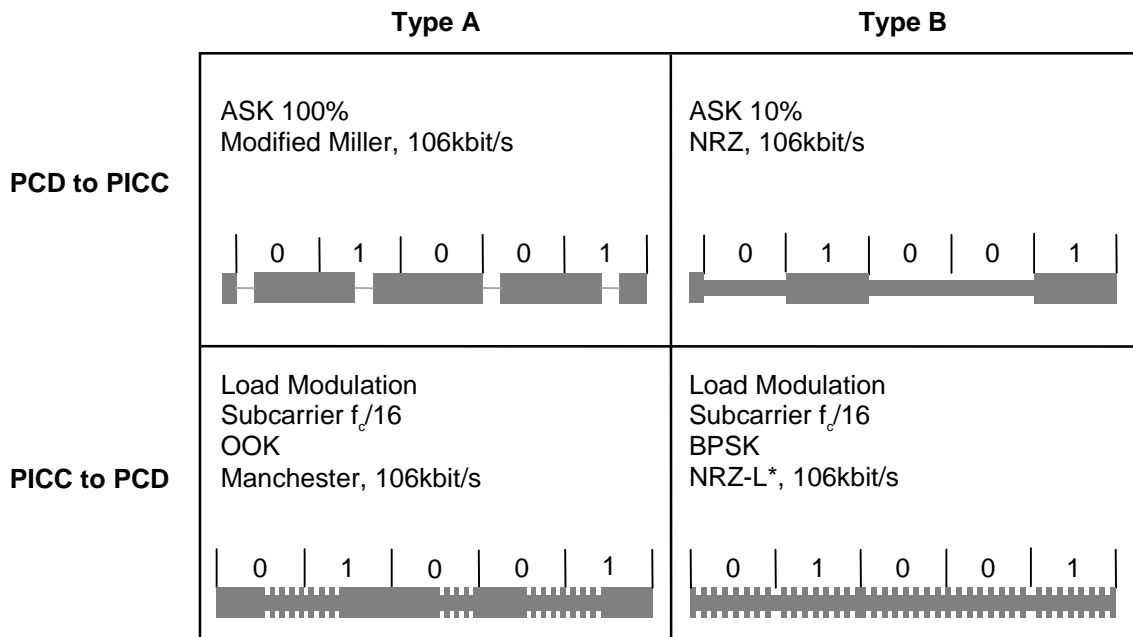 Type A Type B
PCD to PICC
ASK 100%
Modified Miller, 106kbit/s
0 1 0 0 1
ASK 10%
NRZ, 106kbit/s
0 1 0 0 1
PICC to PCD
Load Modulation
Subcarrier fc/16
OOK
Manchester, 106kbit/s
0 1 0 0 1
Load Modulation
Subcarrier fc/16
BPSK
NRZ-L*, 106kbit/s
0 1 0 0 1